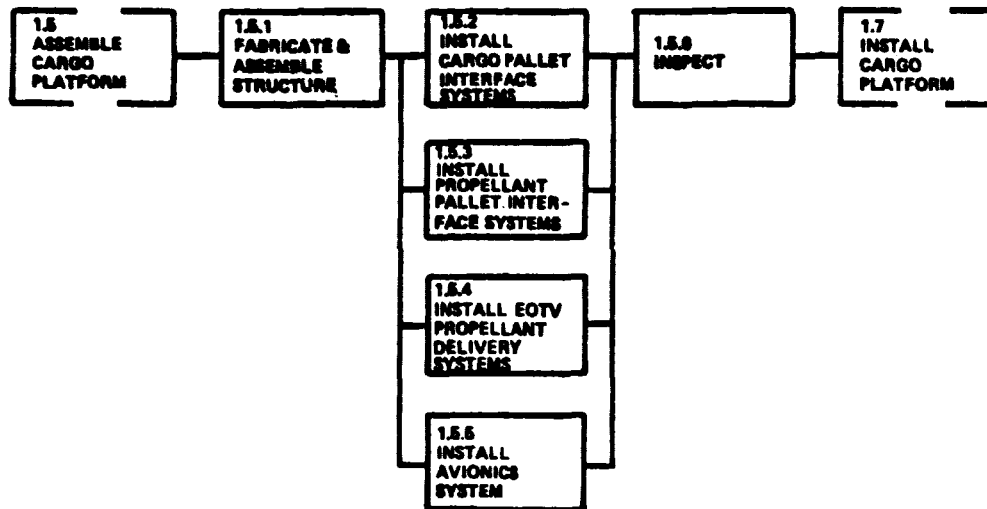 1.5
ASSEMBLE
CARGO
PLATFORM
1.5.1
FABRICATE &
ASSEMBLE
STRUCTURE
1.5.2
INSTALL
CARGO PALLET
INTERFACE
SYSTEMS
1.5.3
INSTALL
PROPELLANT
PALLET INTER-
FACE SYSTEMS
1.5.4
INSTALL EOTV
PROPELLANT
DELIVERY
SYSTEMS
1.5.5
INSTALL
AVIONICS
SYSTEM
1.5.6
INSPECT
1.7
INSTALL
CARGO
PLATFORM